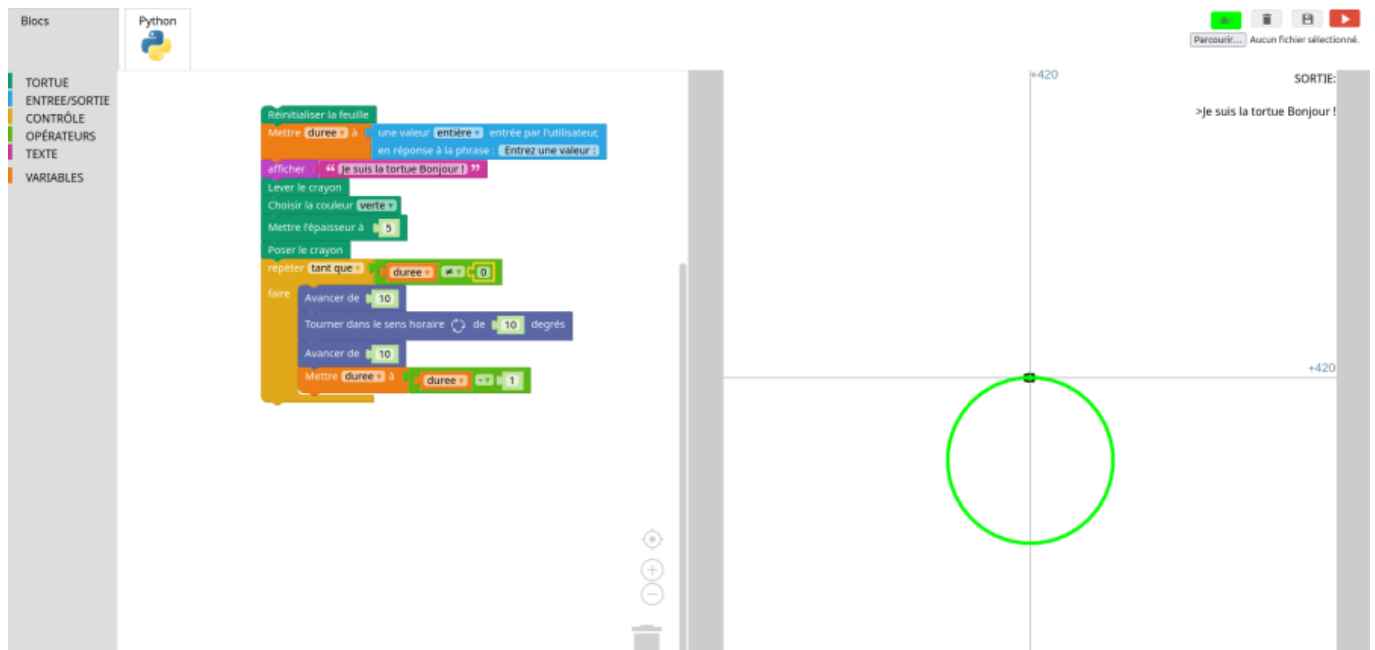 Blocs
Python
Parcourir... Aucun fichier sélectionné.
TORTUE
ENTREE/SORTIE
CONTRÔLE
OPÉRATEURS
TEXTE
VARIABLES
Réinitialiser la feuille
Mettre duree à une valeur entière entrée par l'utilisateur,
en réponse à la phrase : Entrez une valeur :
afficher “ Je suis la tortue Bonjour ! ”
Lever le crayon
Choisir la couleur verte
Mettre l'épaisseur à 5
Poser le crayon
répéter tant que duree ≠ 0
faire Avancer de 10
Tourner dans le sens horaire de 10 degrés
Avancer de 10
Mettre duree à duree - 1
+420
SORTIE:
>Je suis la tortue Bonjour !
+420